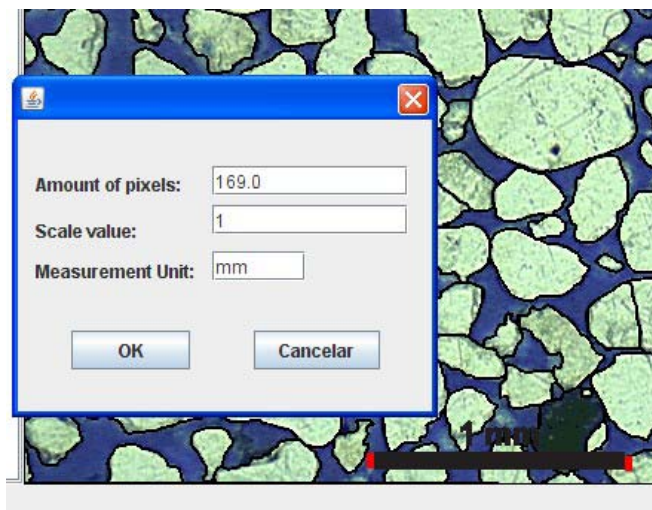 Amount of pixels: 169.0
Scale value: 1
Measurement Unit: mm
OK Cancelar
1 mm